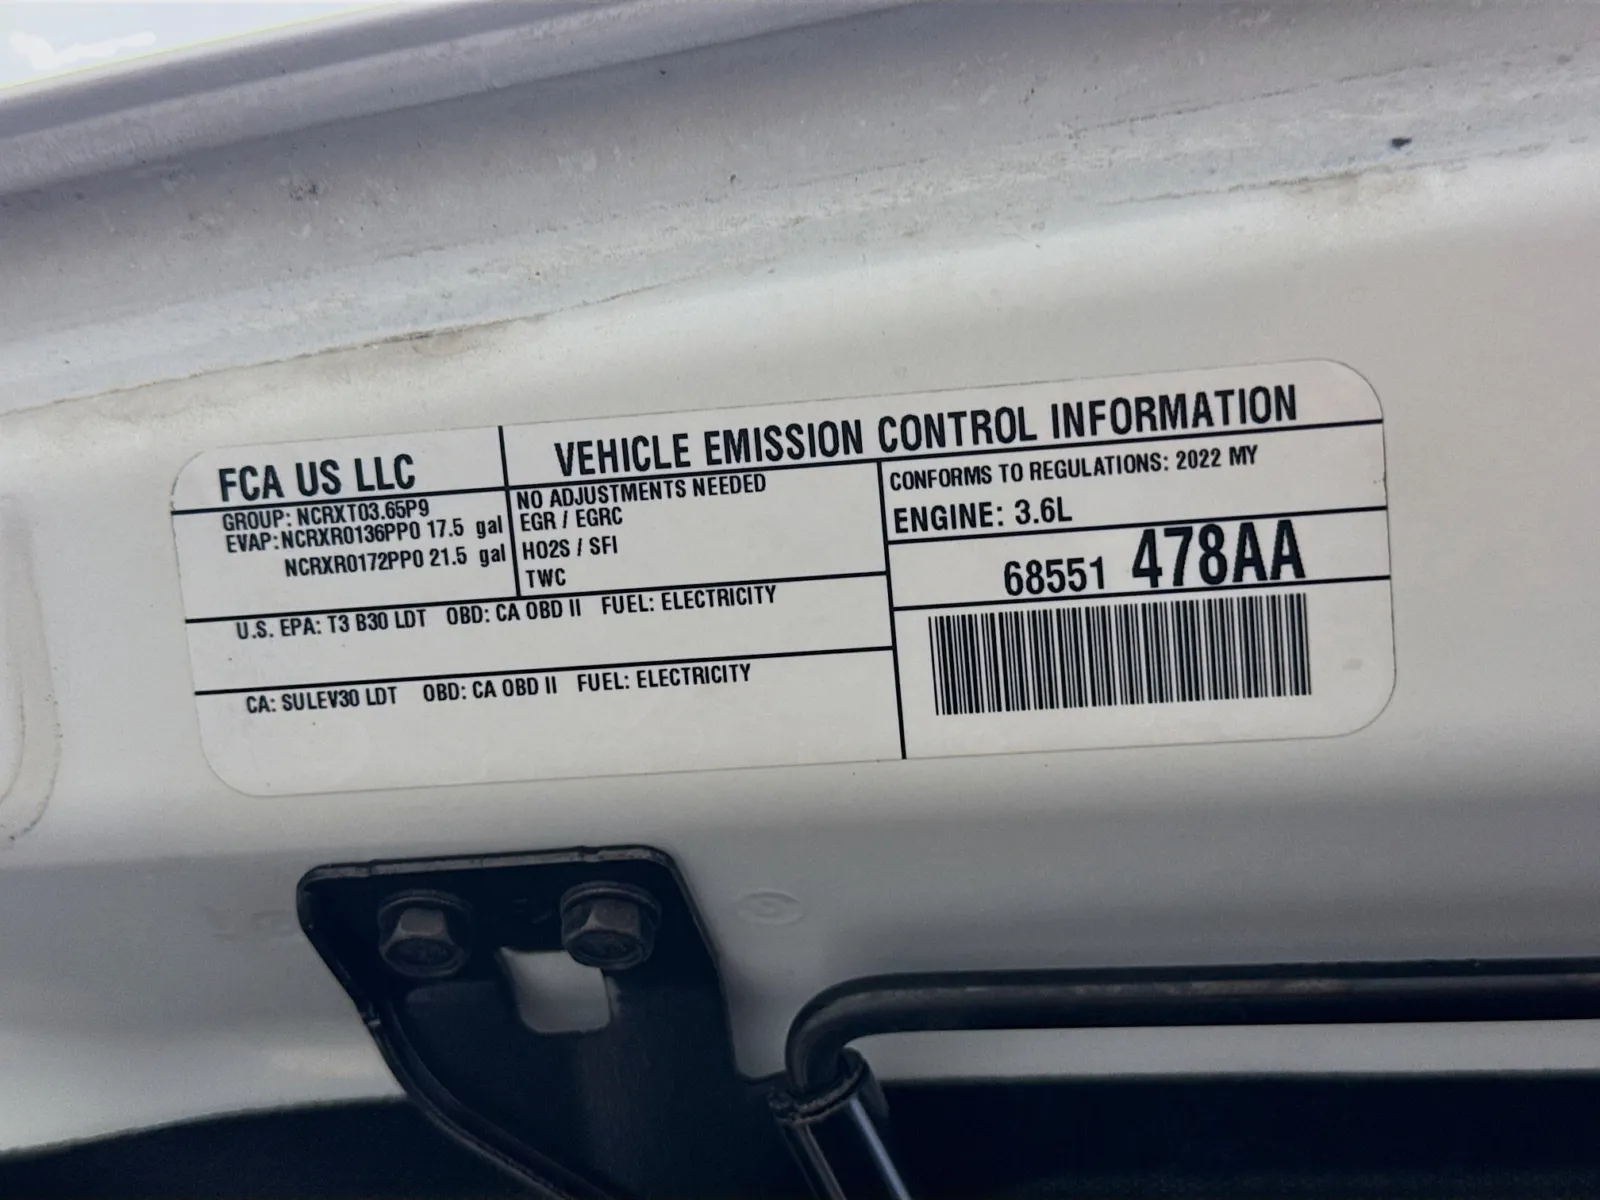 FCA US LLC
VEHICLE EMISSION CONTROL INFORMATION
GROUP: NCRXT03.65P9
EVAP: NCRXR0136PP0 17.5 gal
NCRXR0172PP0 21.5 gal
NO ADJUSTMENTS NEEDED
EGR / EGRC
HO2S / SFI
TWC
CONFORMS TO REGULATIONS: 2022 MY
ENGINE: 3.6L
68551 478AA
U.S. EPA: T3 B30 LDT OBD: CA OBD II FUEL: ELECTRICITY
CA: SULEV30 LDT OBD: CA OBD II FUEL: ELECTRICITY